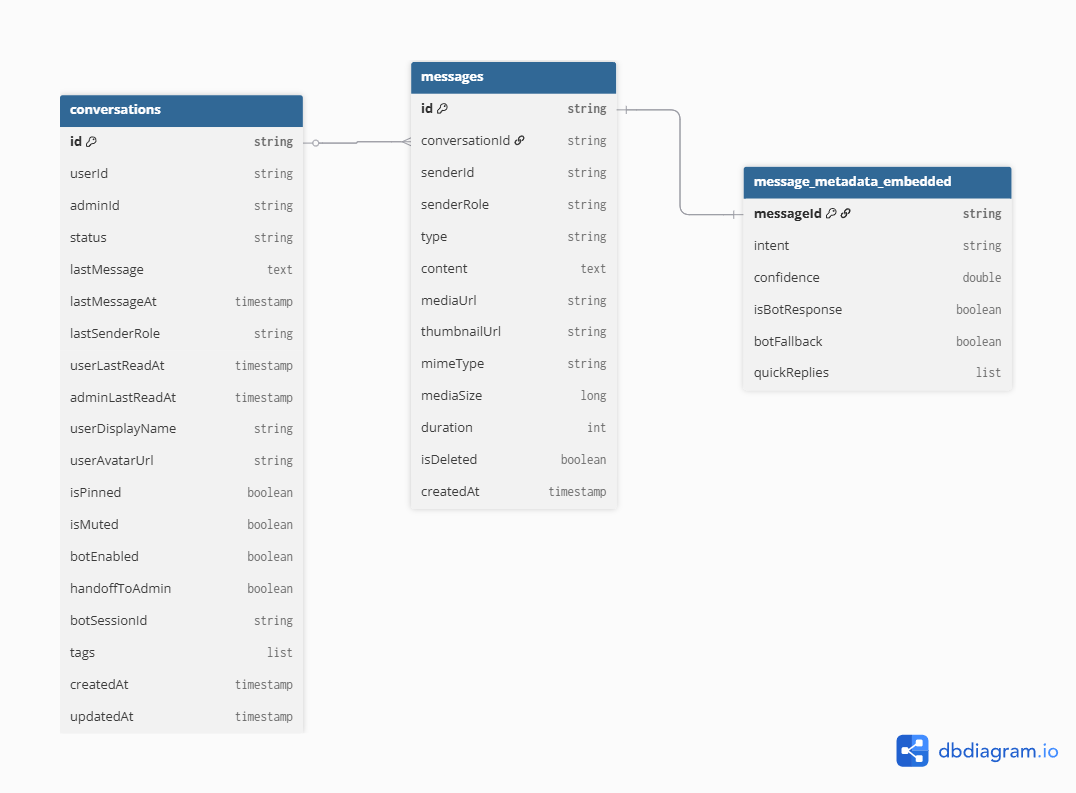 conversations
id string
userId string
adminId string
status string
lastMessage text
lastMessageAt timestamp
lastSenderRole string
userLastReadAt timestamp
adminLastReadAt timestamp
userDisplayName string
userAvatarUrl string
isPinned boolean
isMuted boolean
botEnabled boolean
handoffToAdmin boolean
botSessionId string
tags list
createdAt timestamp
updatedAt timestamp
messages
id string
conversationId string
senderId string
senderRole string
type string
content text
mediaUrl string
thumbnailUrl string
mimeType string
mediaSize long
duration int
isDeleted boolean
createdAt timestamp
message_metadata_embedded
messageId string
intent string
confidence double
isBotResponse boolean
botFallback boolean
quickReplies list
dbdiagram.io